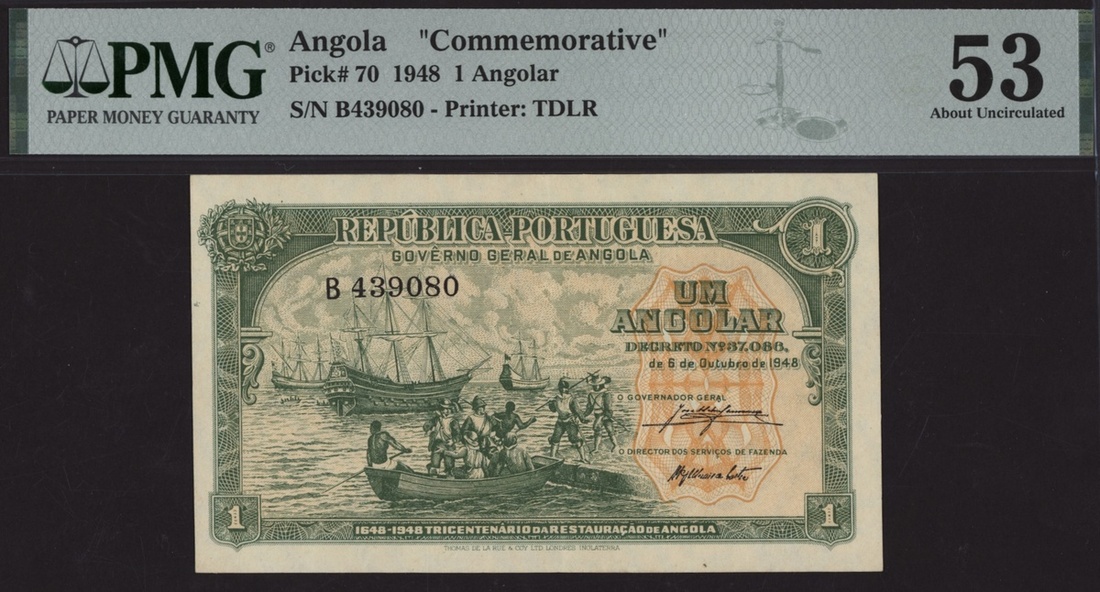 PMG®
PAPER MONEY GUARANTY
Angola "Commemorative"
Pick# 70 1948 1 Angolar
S/N B439080 - Printer: TDLR
53
About Uncirculated
REPÚBLICA PORTUGUESA
1
GOVÊRNO GERAL DE ANGOLA
B 439080
UM
ANGOLAR
DECRETO Nº 37.086.
de 6 de Outubro de 1948
O GOVERNADOR GERAL
O DIRECTOR DOS SERVIÇOS DE FAZENDA
1
1648-1948 TRICENTENÁRIO DA RESTAURAÇÃO DE ANGOLA
1
THOMAS DE LA RUE & COY LTD LONDRES INGLATERRA